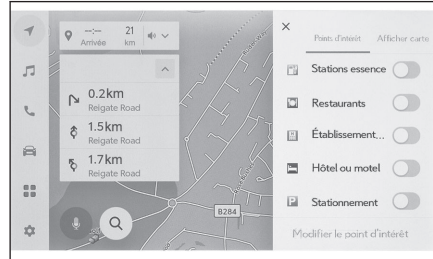 --:--
Arrivée
21
km
0.2km
Reigate Road
1.5km
Reigate Road
1.7km
Reigate Road
B284
Points d'intérêt
Afficher carte
Stations essence
Restaurants
Établissement...
Hôtel ou motel
P
Stationnement
Modifier le point d'intérêt